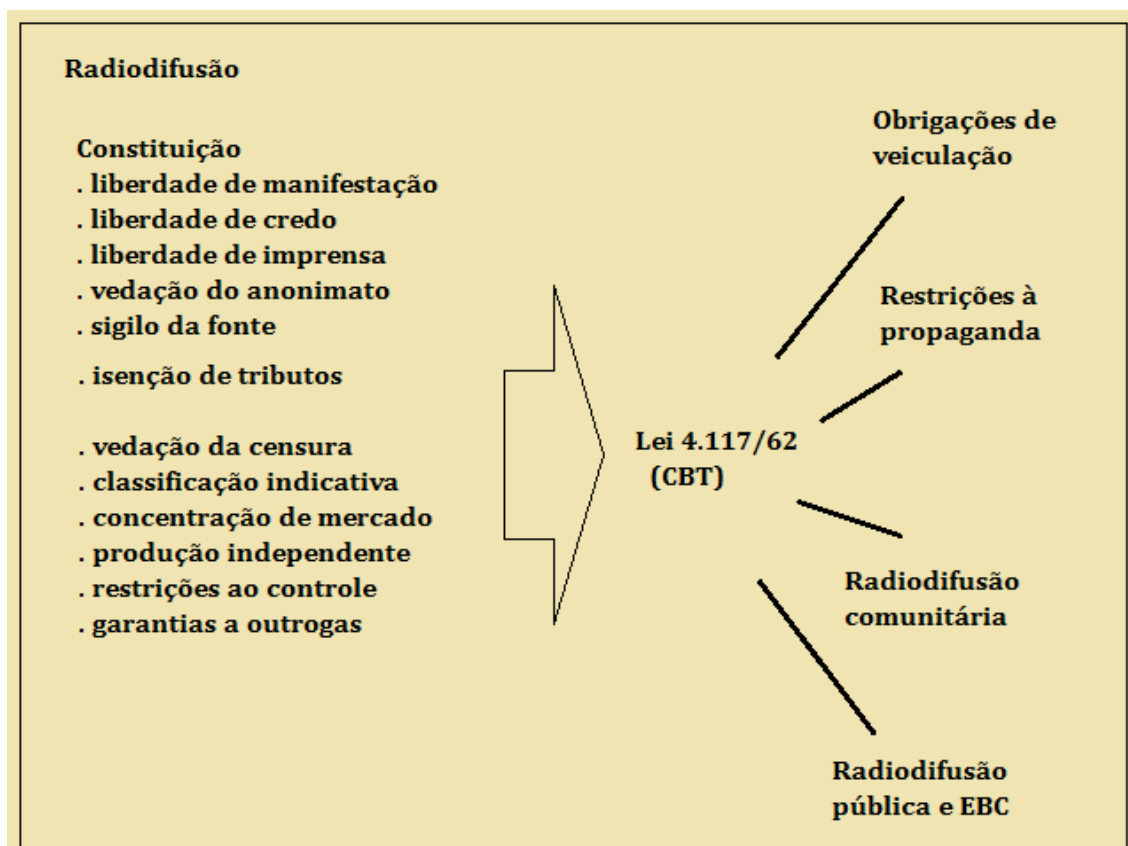 Radiodifusão
Constituição
. liberdade de manifestação
. liberdade de credo
. liberdade de imprensa
. vedação do anonimato
. sigilo da fonte
. isenção de tributos
. vedação da censura
. classificação indicativa
. concentração de mercado
. produção independente
. restrições ao controle
. garantias a outrogas
Lei 4.117/62
(CBT)
Obrigações de
veiculação
Restrições à
propaganda
Radiodifusão
comunitária
Radiodifusão
pública e EBC